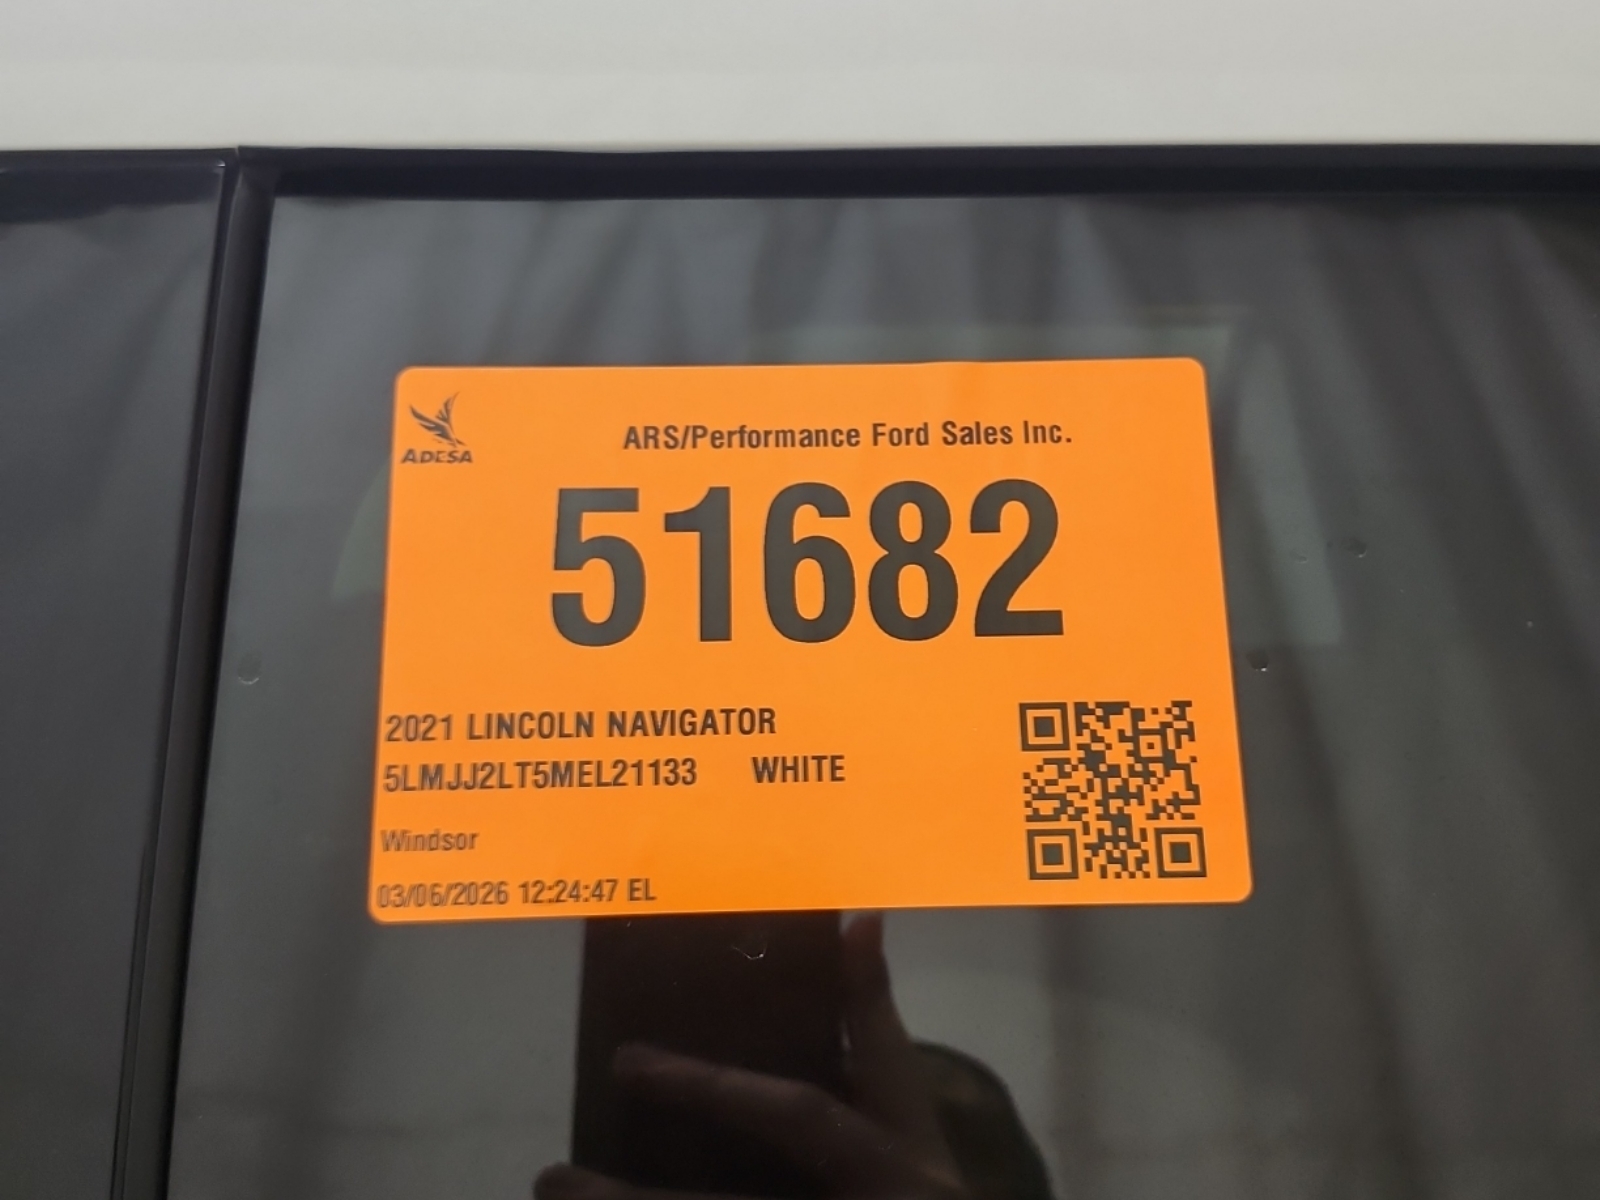 ADESA
ARS/Performance Ford Sales Inc.
51682
2021 LINCOLN NAVIGATOR
5LMJJ2LT5MEL21133 WHITE
Windsor
03/06/2026 12:24:47 EL